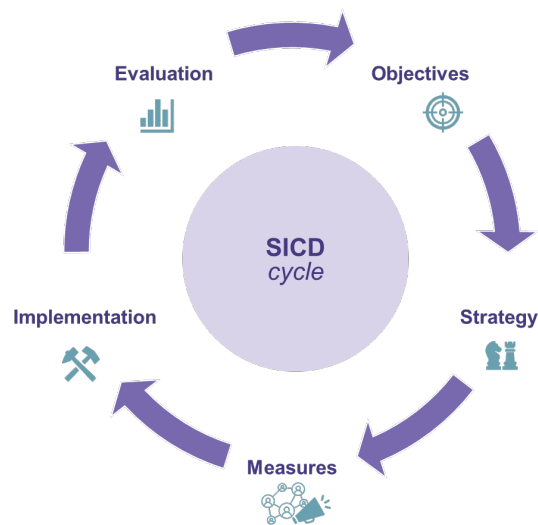 Evaluation
Objectives
SICD
cycle
Implementation
Strategy
Measures